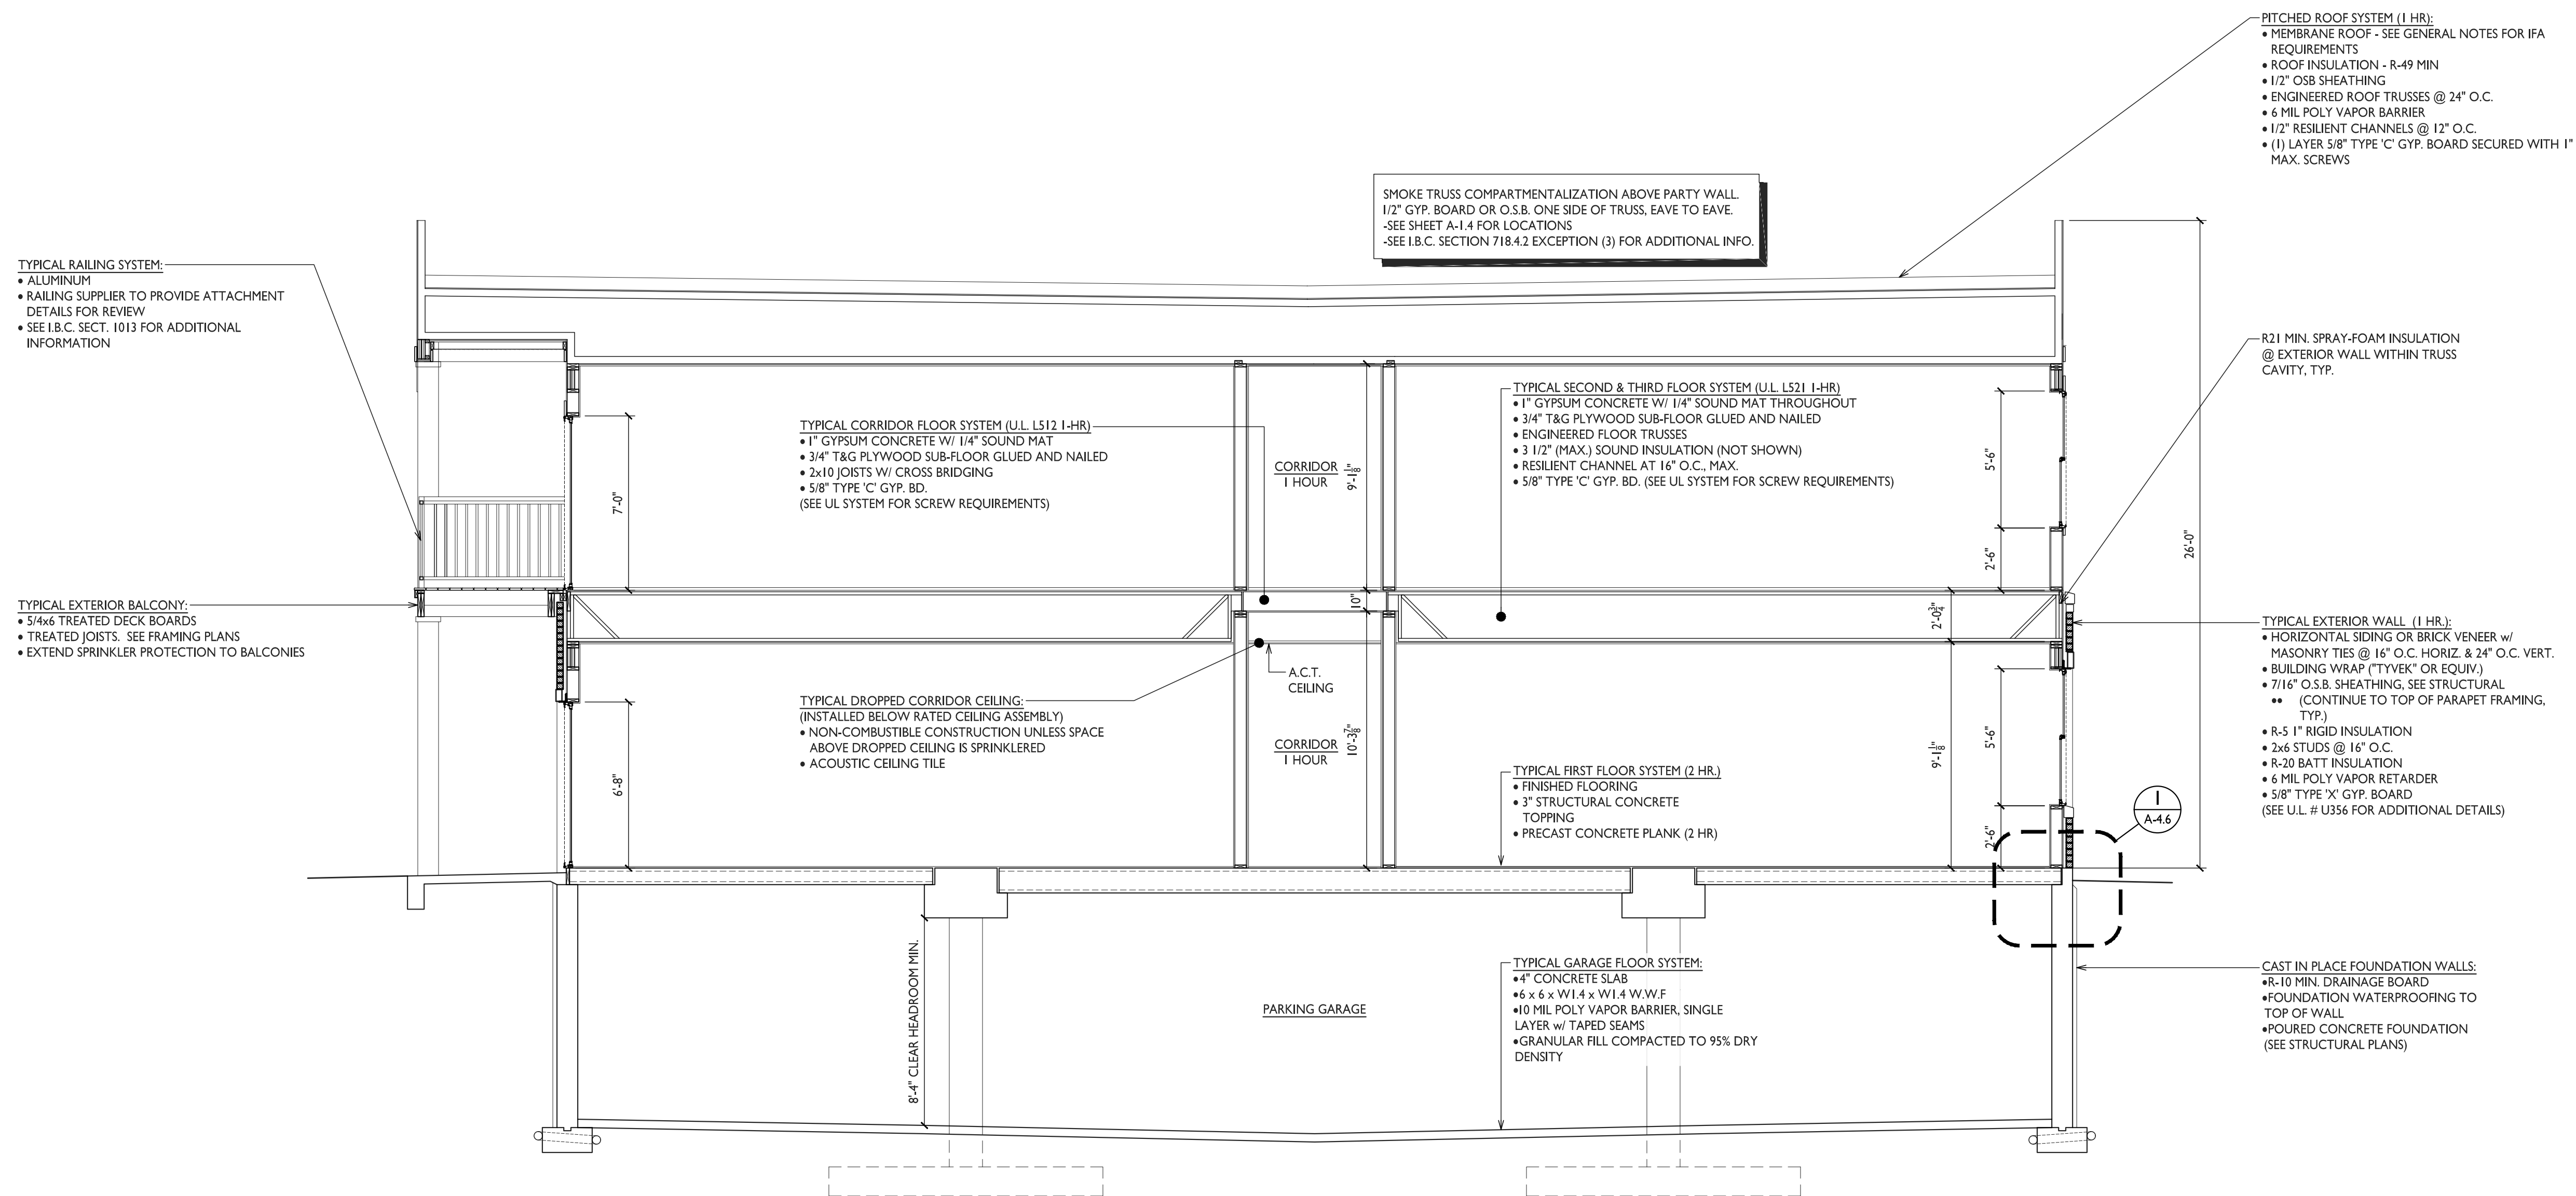 PITCHED ROOF SYSTEM (1 HR):
• MEMBRANE ROOF - SEE GENERAL NOTES FOR IFA
REQUIREMENTS
• ROOF INSULATION - R-49 MIN
• 1/2" OSB SHEATHING
• ENGINEERED ROOF TRUSSES @ 24" O.C.
• 6 MIL POLY VAPOR BARRIER
• 1/2" RESILIENT CHANNELS @ 12" O.C.
• (1) LAYER 5/8" TYPE 'C' GYP. BOARD SECURED WITH 1"
MAX. SCREWS
SMOKE TRUSS COMPARTMENTALIZATION ABOVE PARTY WALL.
1/2" GYP. BOARD OR O.S.B. ONE SIDE OF TRUSS, EAVE TO EAVE.
-SEE SHEET A-1.4 FOR LOCATIONS
-SEE I.B.C. SECTION 718.4.2 EXCEPTION (3) FOR ADDITIONAL INFO.
TYPICAL RAILING SYSTEM:
• ALUMINUM
• RAILING SUPPLIER TO PROVIDE ATTACHMENT
DETAILS FOR REVIEW
• SEE I.B.C. SECT. 1013 FOR ADDITIONAL
INFORMATION
R21 MIN. SPRAY-FOAM INSULATION
@ EXTERIOR WALL WITHIN TRUSS
CAVITY, TYP.
TYPICAL CORRIDOR FLOOR SYSTEM (U.L. L512 1-HR)
• 1" GYPSUM CONCRETE W/ 1/4" SOUND MAT
• 3/4" T&G PLYWOOD SUB-FLOOR GLUED AND NAILED
• 2x10 JOISTS W/ CROSS BRIDGING
• 5/8" TYPE 'C' GYP. BD.
(SEE UL SYSTEM FOR SCREW REQUIREMENTS)
CORRIDOR
1 HOUR
9'-1 1/8"
TYPICAL SECOND & THIRD FLOOR SYSTEM (U.L. L521 1-HR)
• 1" GYPSUM CONCRETE W/ 1/4" SOUND MAT THROUGHOUT
• 3/4" T&G PLYWOOD SUB-FLOOR GLUED AND NAILED
• ENGINEERED FLOOR TRUSSES
• 3 1/2" (MAX.) SOUND INSULATION (NOT SHOWN)
• RESILIENT CHANNEL AT 16" O.C., MAX.
• 5/8" TYPE 'C' GYP. BD. (SEE UL SYSTEM FOR SCREW REQUIREMENTS)
7'-0"
5'-6"
2'-6"
26'-0"
TYPICAL EXTERIOR BALCONY:
• 5/4x6 TREATED DECK BOARDS
• TREATED JOISTS. SEE FRAMING PLANS
• EXTEND SPRINKLER PROTECTION TO BALCONIES
10"
2'-0 3/4"
TYPICAL EXTERIOR WALL (1 HR.):
• HORIZONTAL SIDING OR BRICK VENEER w/
MASONRY TIES @ 16" O.C. HORIZ. & 24" O.C. VERT.
• BUILDING WRAP ("TYVEK" OR EQUIV.)
• 7/16" O.S.B. SHEATHING, SEE STRUCTURAL
•• (CONTINUE TO TOP OF PARAPET FRAMING,
TYP.)
• R-5 1" RIGID INSULATION
• 2x6 STUDS @ 16" O.C.
• R-20 BATT INSULATION
• 6 MIL POLY VAPOR RETARDER
• 5/8" TYPE 'X' GYP. BOARD
(SEE U.L. # U356 FOR ADDITIONAL DETAILS)
A.C.T.
CEILING
TYPICAL DROPPED CORRIDOR CEILING:
(INSTALLED BELOW RATED CEILING ASSEMBLY)
• NON-COMBUSTIBLE CONSTRUCTION UNLESS SPACE
ABOVE DROPPED CEILING IS SPRINKLERED
• ACOUSTIC CEILING TILE
6'-8"
CORRIDOR
1 HOUR
10'-3 7/8"
TYPICAL FIRST FLOOR SYSTEM (2 HR.)
• FINISHED FLOORING
• 3" STRUCTURAL CONCRETE
TOPPING
• PRECAST CONCRETE PLANK (2 HR)
9'-1 1/8"
5'-6"
2'-6"
1
A-4.6
8'-4" CLEAR HEADROOM MIN.
PARKING GARAGE
TYPICAL GARAGE FLOOR SYSTEM:
•4" CONCRETE SLAB
•6 x 6 x W1.4 x W1.4 W.W.F
•10 MIL POLY VAPOR BARRIER, SINGLE
LAYER w/ TAPED SEAMS
•GRANULAR FILL COMPACTED TO 95% DRY
DENSITY
CAST IN PLACE FOUNDATION WALLS:
•R-10 MIN. DRAINAGE BOARD
•FOUNDATION WATERPROOFING TO
TOP OF WALL
•POURED CONCRETE FOUNDATION
(SEE STRUCTURAL PLANS)